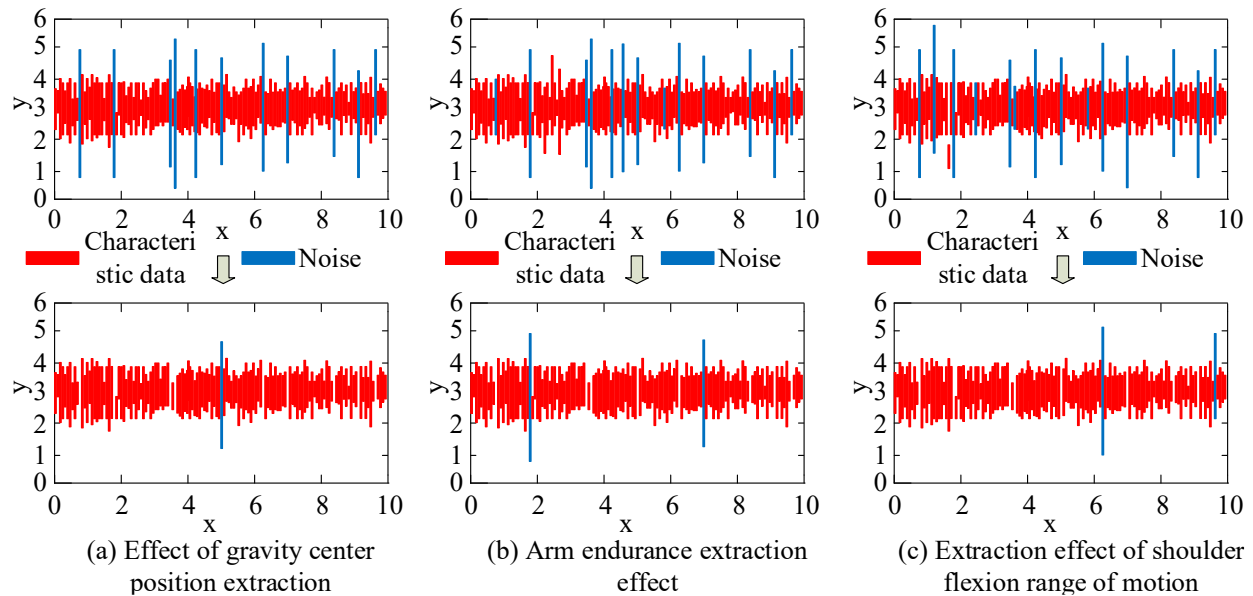 6
5
4
3
2
1
0
y
0 2 4 6 8 10
x
Characteri
stic data
Noise
6
5
4
3
2
1
0
y
0 2 4 6 8 10
x
(a) Effect of gravity center
position extraction
6
5
4
3
2
1
0
y
0 2 4 6 8 10
x
Characteri
stic data
Noise
6
5
4
3
2
1
0
y
0 2 4 6 8 10
x
(b) Arm endurance extraction
effect
6
5
4
3
2
1
0
y
0 2 4 6 8 10
x
Characteri
stic data
Noise
6
5
4
3
2
1
0
y
0 2 4 6 8 10
x
(c) Extraction effect of shoulder
flexion range of motion